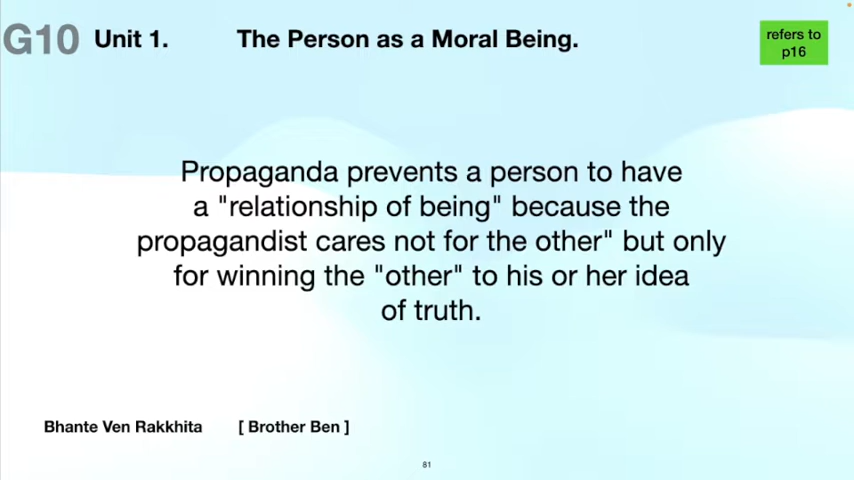 G10 Unit 1. The Person as a Moral Being.
refers to
p16
Propaganda prevents a person to have
a "relationship of being" because the
propagandist cares not for the other" but only
for winning the "other" to his or her idea
of truth.
Bhante Ven Rakkhita [ Brother Ben ]
81